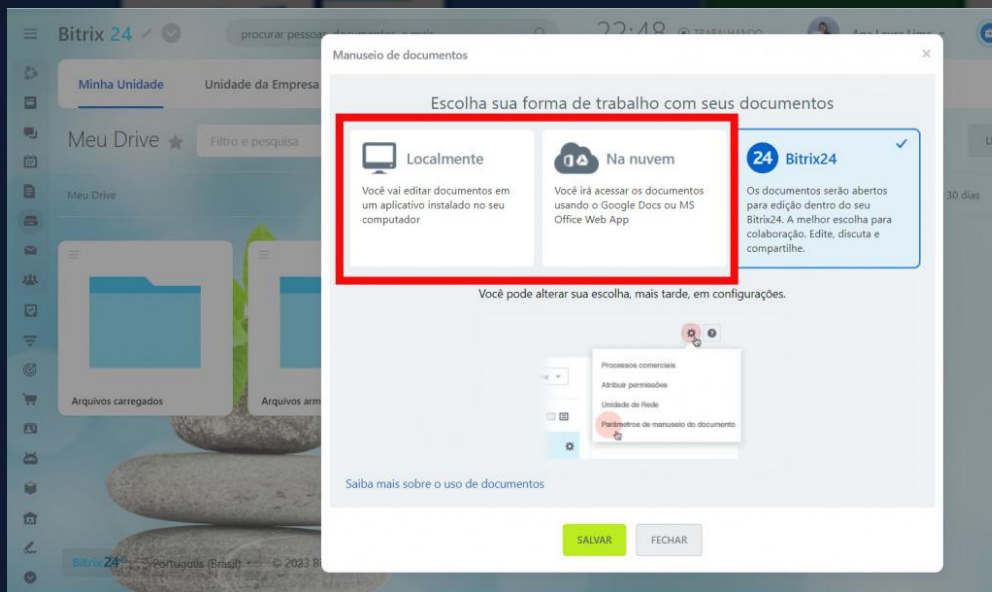 Bitrix 24
procurar pessoas, documentos, e mais
22:48
TRABALHANDO
Ana Laura Lima
Minha Unidade
Unidade da Empresa
Meu Drive
Filtro e pesquisa
Meu Drive
30 dias
Arquivos carregados
Arquivos arm
Manuseio de documentos
Escolha sua forma de trabalho com seus documentos
Localmente
Você vai editar documentos em
um aplicativo instalado no seu
computador
Na nuvem
Você irá acessar os documentos
usando o Google Docs ou MS
Office Web App
24 Bitrix24
Os documentos serão abertos
para edição dentro do seu
Bitrix24. A melhor escolha para
colaboração. Edite, discuta e
compartilhe.
Você pode alterar sua escolha, mais tarde, em configurações.
Processos comerciais
Atribuir permissões
Unidade de Rede
Parâmetros de manuseio do documento
Saiba mais sobre o uso de documentos
SALVAR
FECHAR
Bitrix24
Português (Brasil)
© 2023 Bi